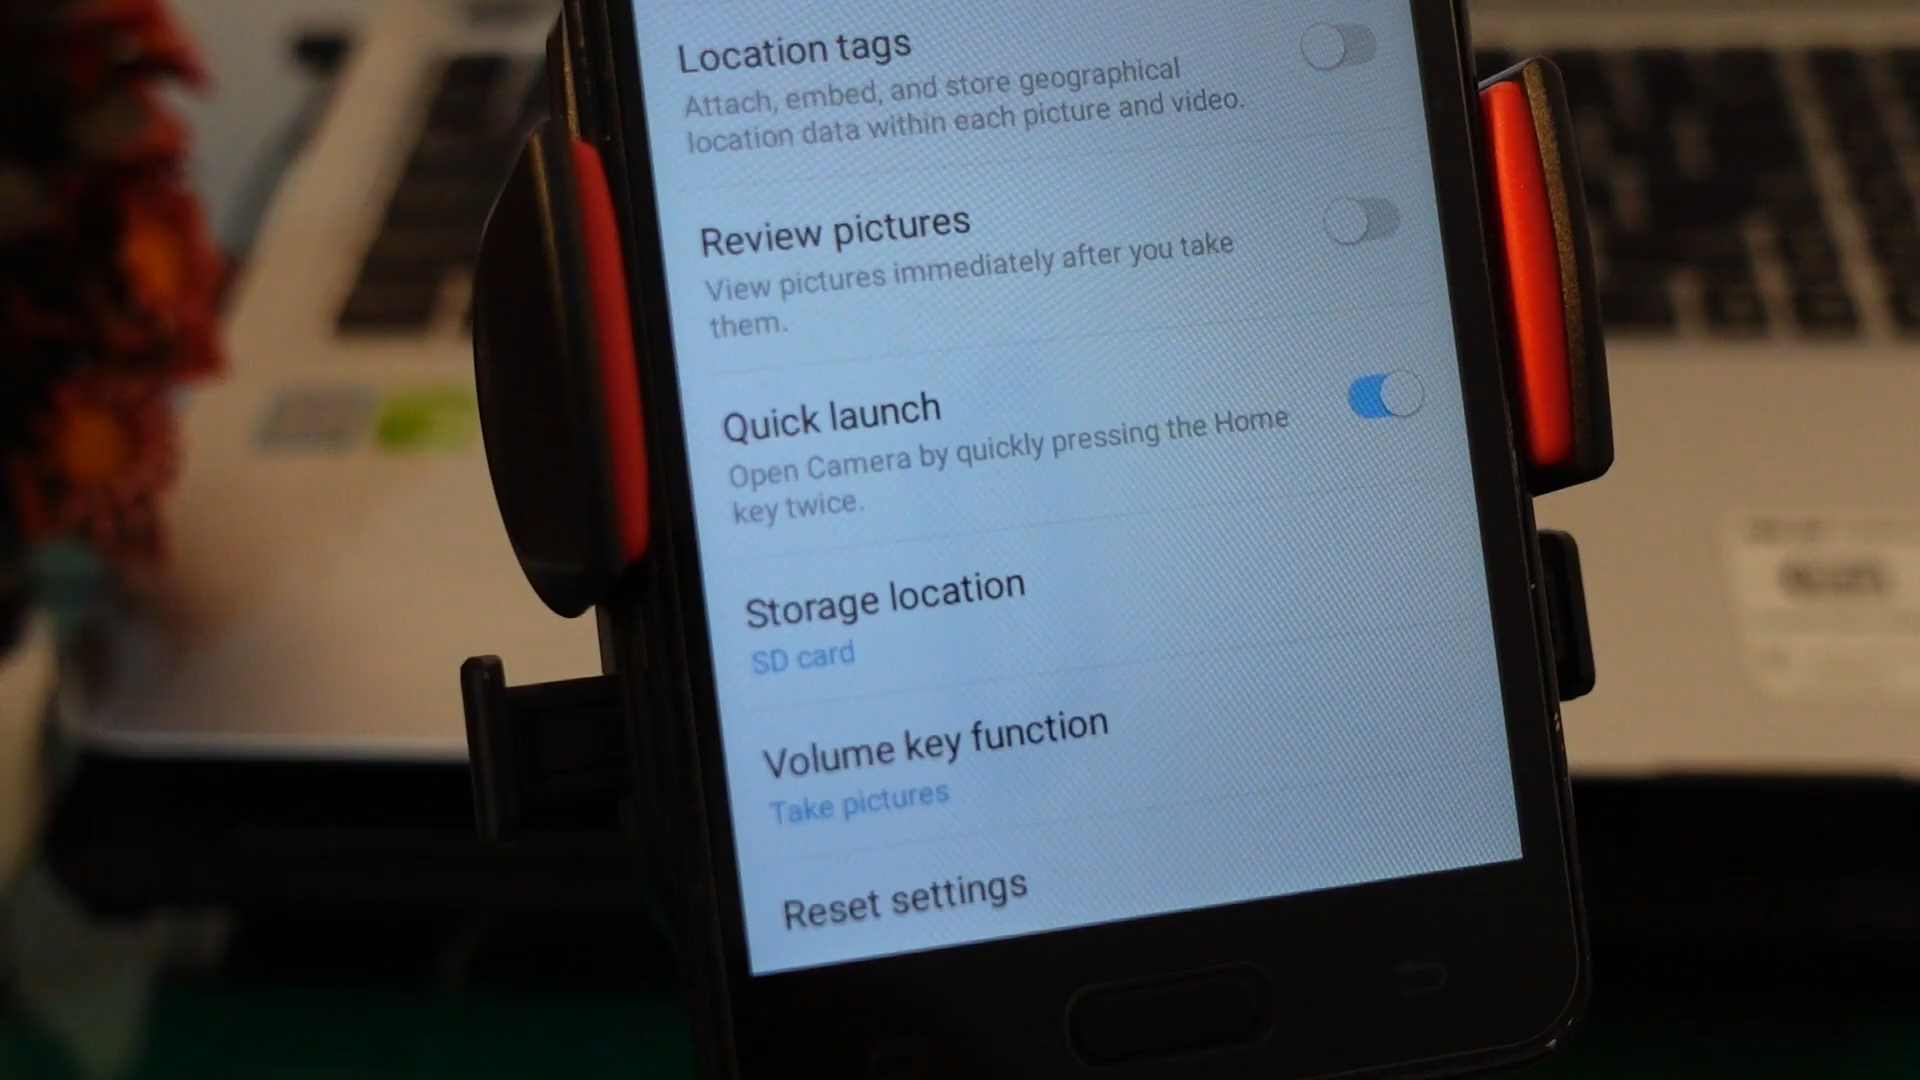 Location tags
Attach, embed, and store geographical
location data within each picture and video.
Review pictures
View pictures immediately after you take
them.
Quick launch
Open Camera by quickly pressing the Home
key twice.
Storage location
SD card
Volume key function
Take pictures
Reset settings